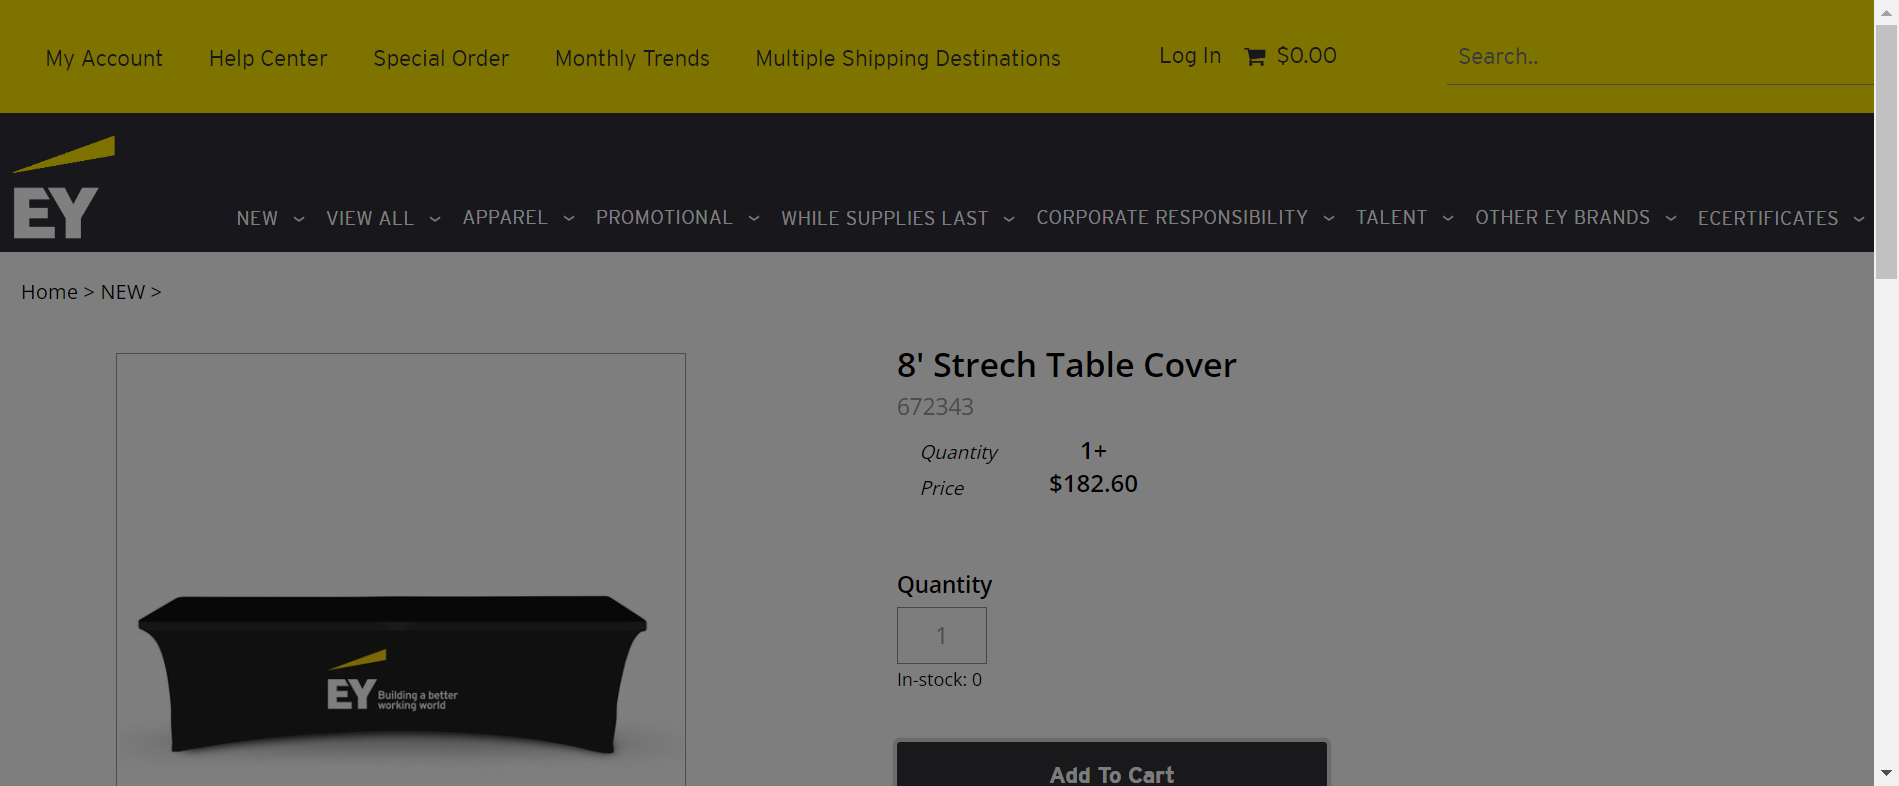 My Account Help Center Special Order Monthly Trends Multiple Shipping Destinations Log In $0.00 Search..
EY
NEW VIEW ALL APPAREL PROMOTIONAL WHILE SUPPLIES LAST CORPORATE RESPONSIBILITY TALENT OTHER EY BRANDS ECERTIFICATES
Home > NEW >
8' Strech Table Cover
672343
Quantity 1+
Price $182.60
Quantity
1
In-stock: 0
Add To Cart
EY Building a better
working world